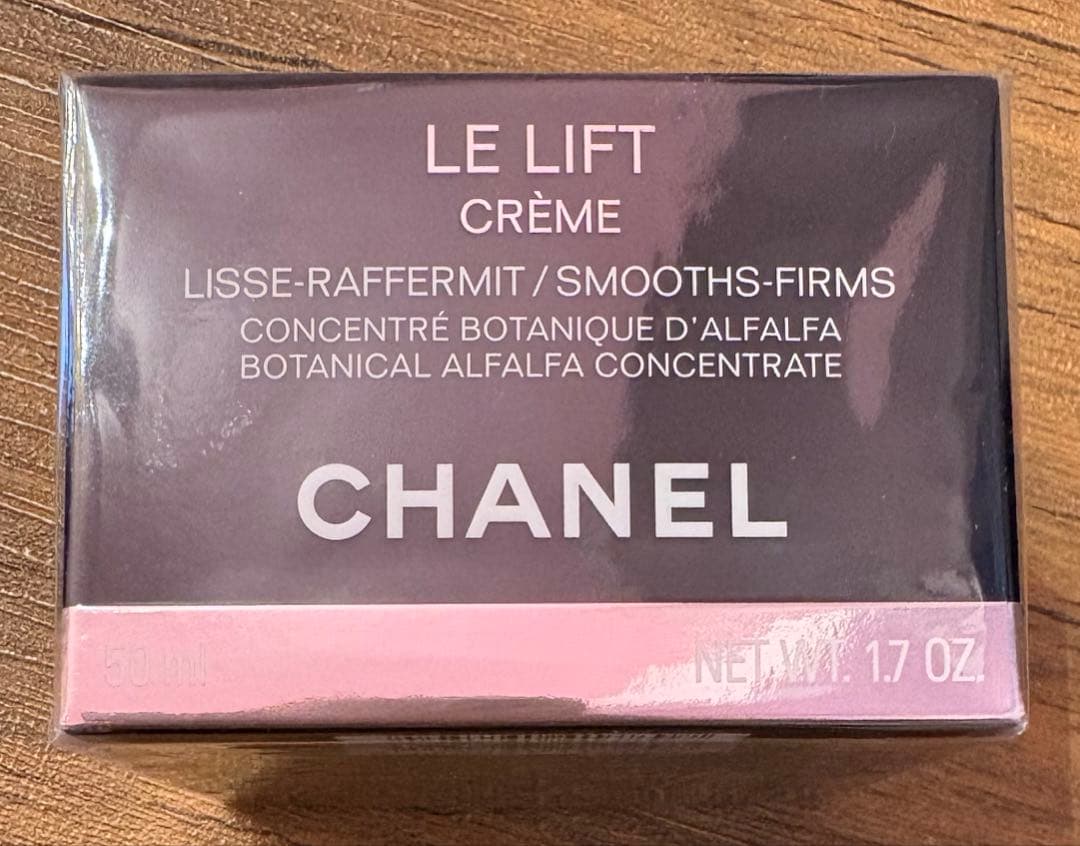 LE LIFT
CRÈME
LISSE-RAFFERMIT / SMOOTHS-FIRMS
CONCENTRÉ BOTANIQUE D'ALFALFA
BOTANICAL ALFALFA CONCENTRATE
CHANEL
50 ml NET.WT. 1.7 OZ.